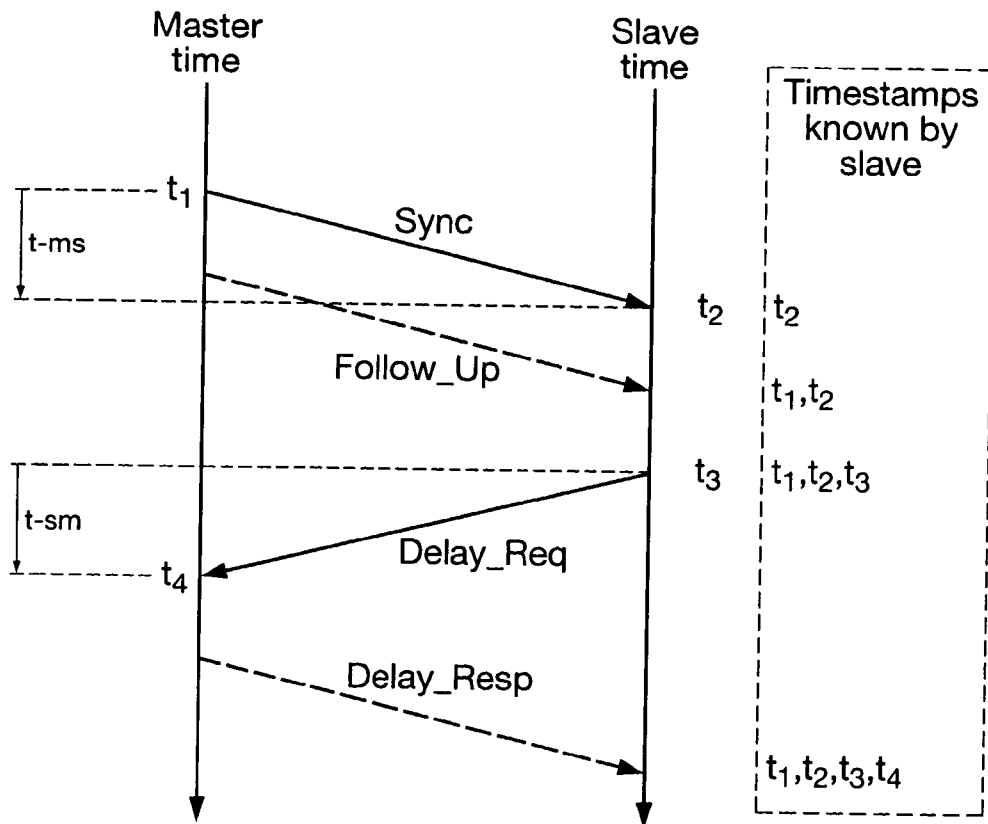 Master
time
Slave
time
Timestamps
known by
slave
t1
Sync
t-ms
t2
t2
Follow_Up
t1,t2
t3
t1,t2,t3
t-sm
Delay_Req
t4
Delay_Resp
t1,t2,t3,t4